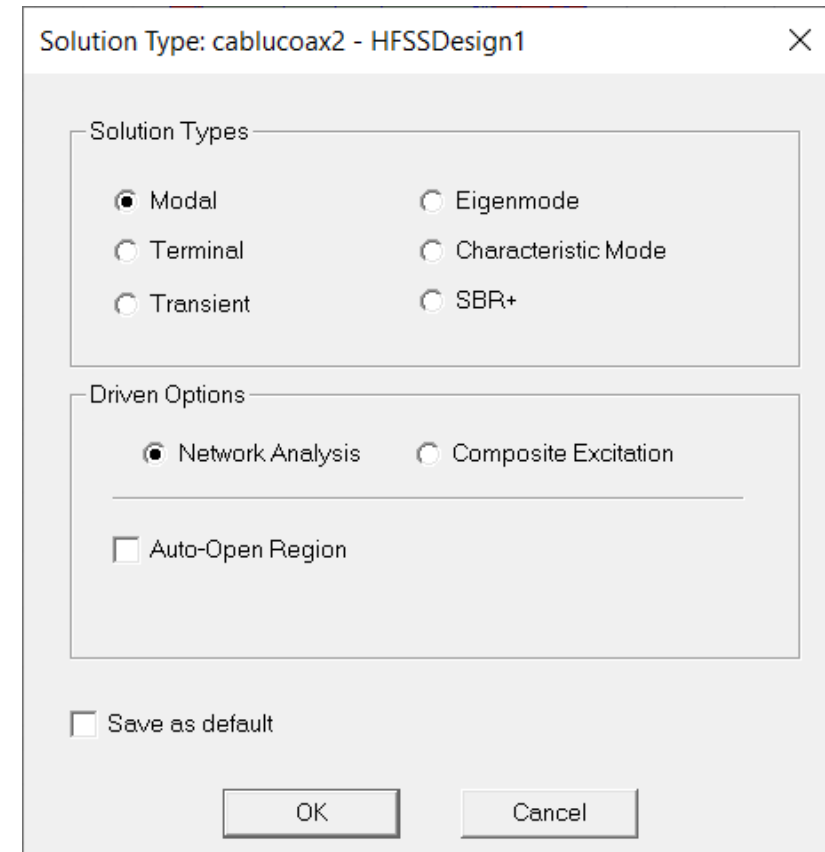 Solution Type: cablucoax2 - HFSSDesign1
Solution Types
Modal
Eigenmode
Terminal
Characteristic Mode
Transient
SBR+
Driven Options
Network Analysis
Composite Excitation
Auto-Open Region
Save as default
OK
Cancel